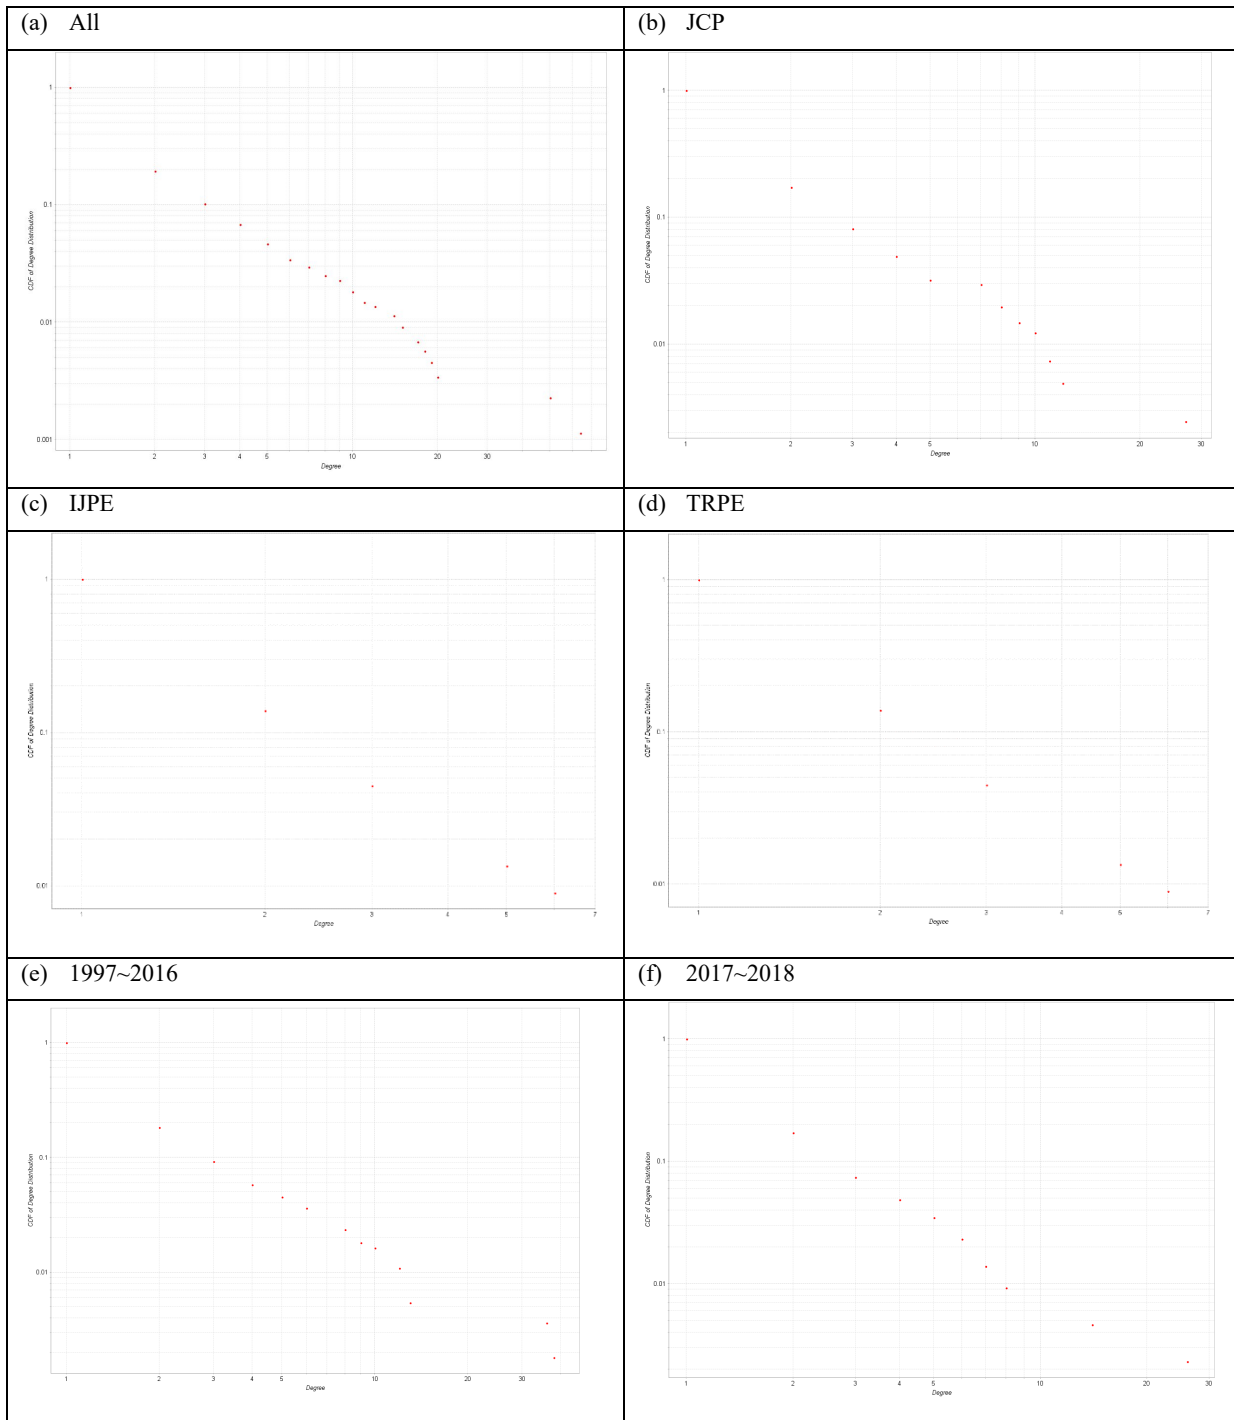 (a) All
(b) JCP
1
0.1
0.01
0.001
CDF of Degree Distribution
1 2 3 4 5 10 20 30
Degree
1
0.1
0.01
CDF of Degree Distribution
1 2 3 4 5 10 20 30
Degree
(c) IJPE
(d) TRPE
1
0.1
0.01
CDF of Degree Distribution
1 2 3 4 5 6 7
Degree
1
0.1
0.01
CDF of Degree Distribution
1 2 3 4 5 6 7
Degree
(e) 1997~2016
(f) 2017~2018
1
0.1
0.01
CDF of Degree Distribution
1 2 3 4 5 10 20 30
Degree
1
0.1
0.01
CDF of Degree Distribution
1 2 3 4 5 10 20 30
Degree